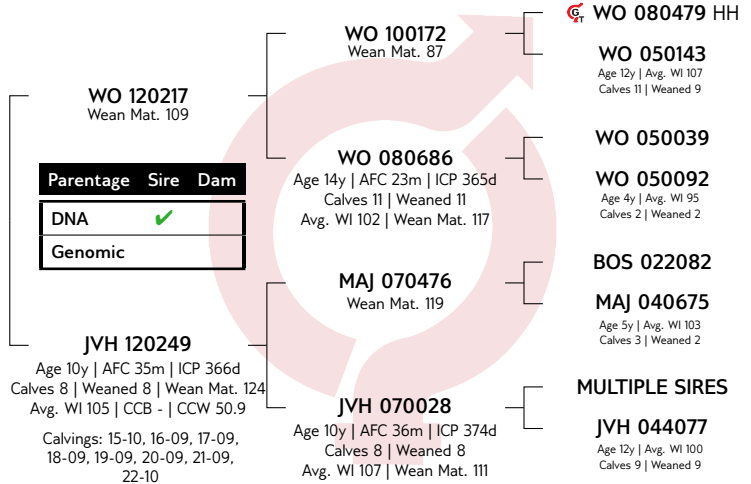 WO 120217
Wean Mat. 109
Parentage Sire Dam
DNA ✔
Genomic
JVH 120249
Age 10y | AFC 35m | ICP 366d
Calves 8 | Weaned 8 | Wean Mat. 124
Avg. WI 105 | CCB - | CCW 50.9
Calvings: 15-10, 16-09, 17-09,
18-09, 19-09, 20-09, 21-09,
22-10
WO 100172
Wean Mat. 87
WO 080686
Age 14y | AFC 23m | ICP 365d
Calves 11 | Weaned 11
Avg. WI 102 | Wean Mat. 117
MAJ 070476
Wean Mat. 119
JVH 070028
Age 10y | AFC 36m | ICP 374d
Calves 8 | Weaned 8
Avg. WI 107 | Wean Mat. 111
GT WO 080479 HH
WO 050143
Age 12y | Avg. WI 107
Calves 11 | Weaned 9
WO 050039
WO 050092
Age 4y | Avg. WI 95
Calves 2 | Weaned 2
BOS 022082
MAJ 040675
Age 5y | Avg. WI 103
Calves 3 | Weaned 2
MULTIPLE SIRES
JVH 044077
Age 12y | Avg. WI 100
Calves 9 | Weaned 9